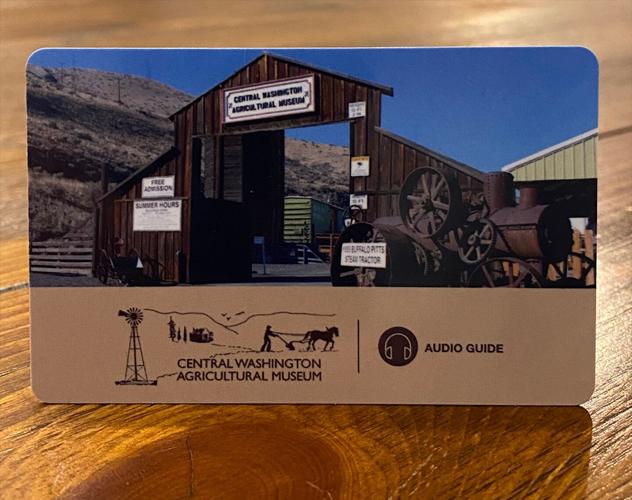 CENTRAL WASHINGTON
AGRICULTURAL MUSEUM
FREE
ADMISSION
SUMMER HOURS
BUFFALO PITTS
STEAM TRACTOR
CENTRAL WASHINGTON
AGRICULTURAL MUSEUM
AUDIO GUIDE